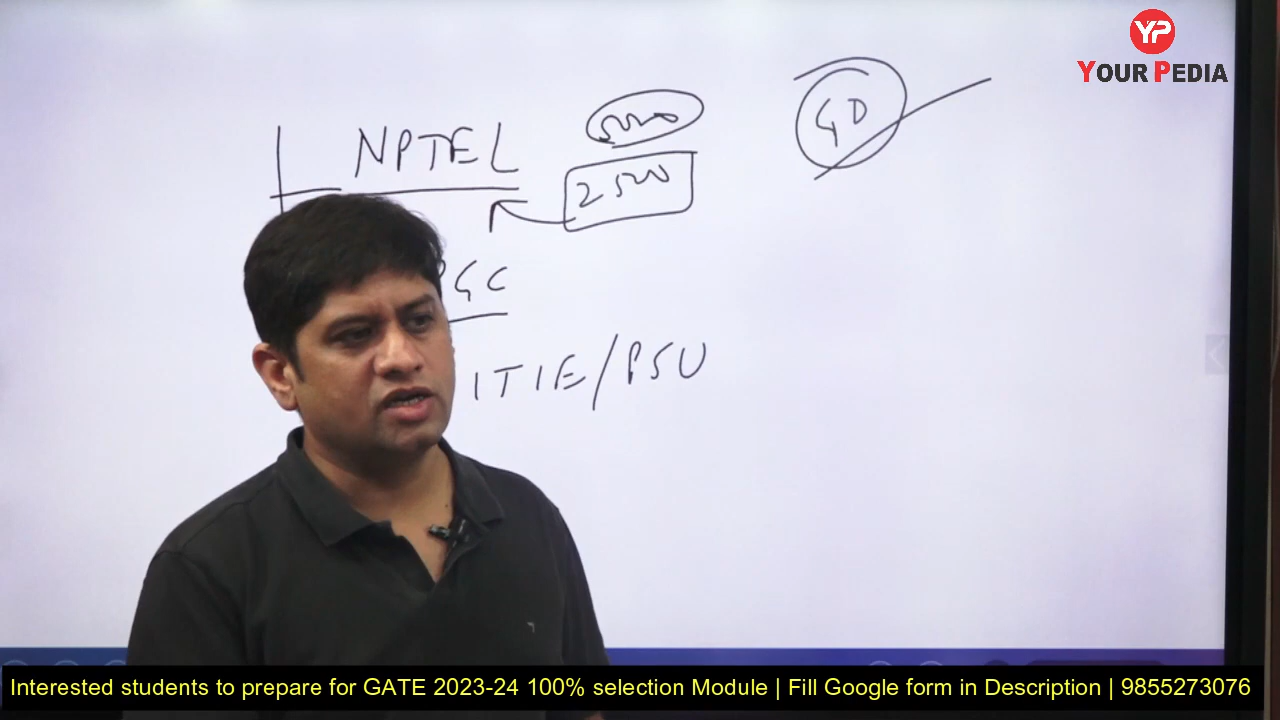 YP
YOUR PEDIA
GD
NPTEL
2500
GC
ITIE/PSU
Interested students to prepare for GATE 2023-24 100% selection Module | Fill Google form in Description | 9855273076